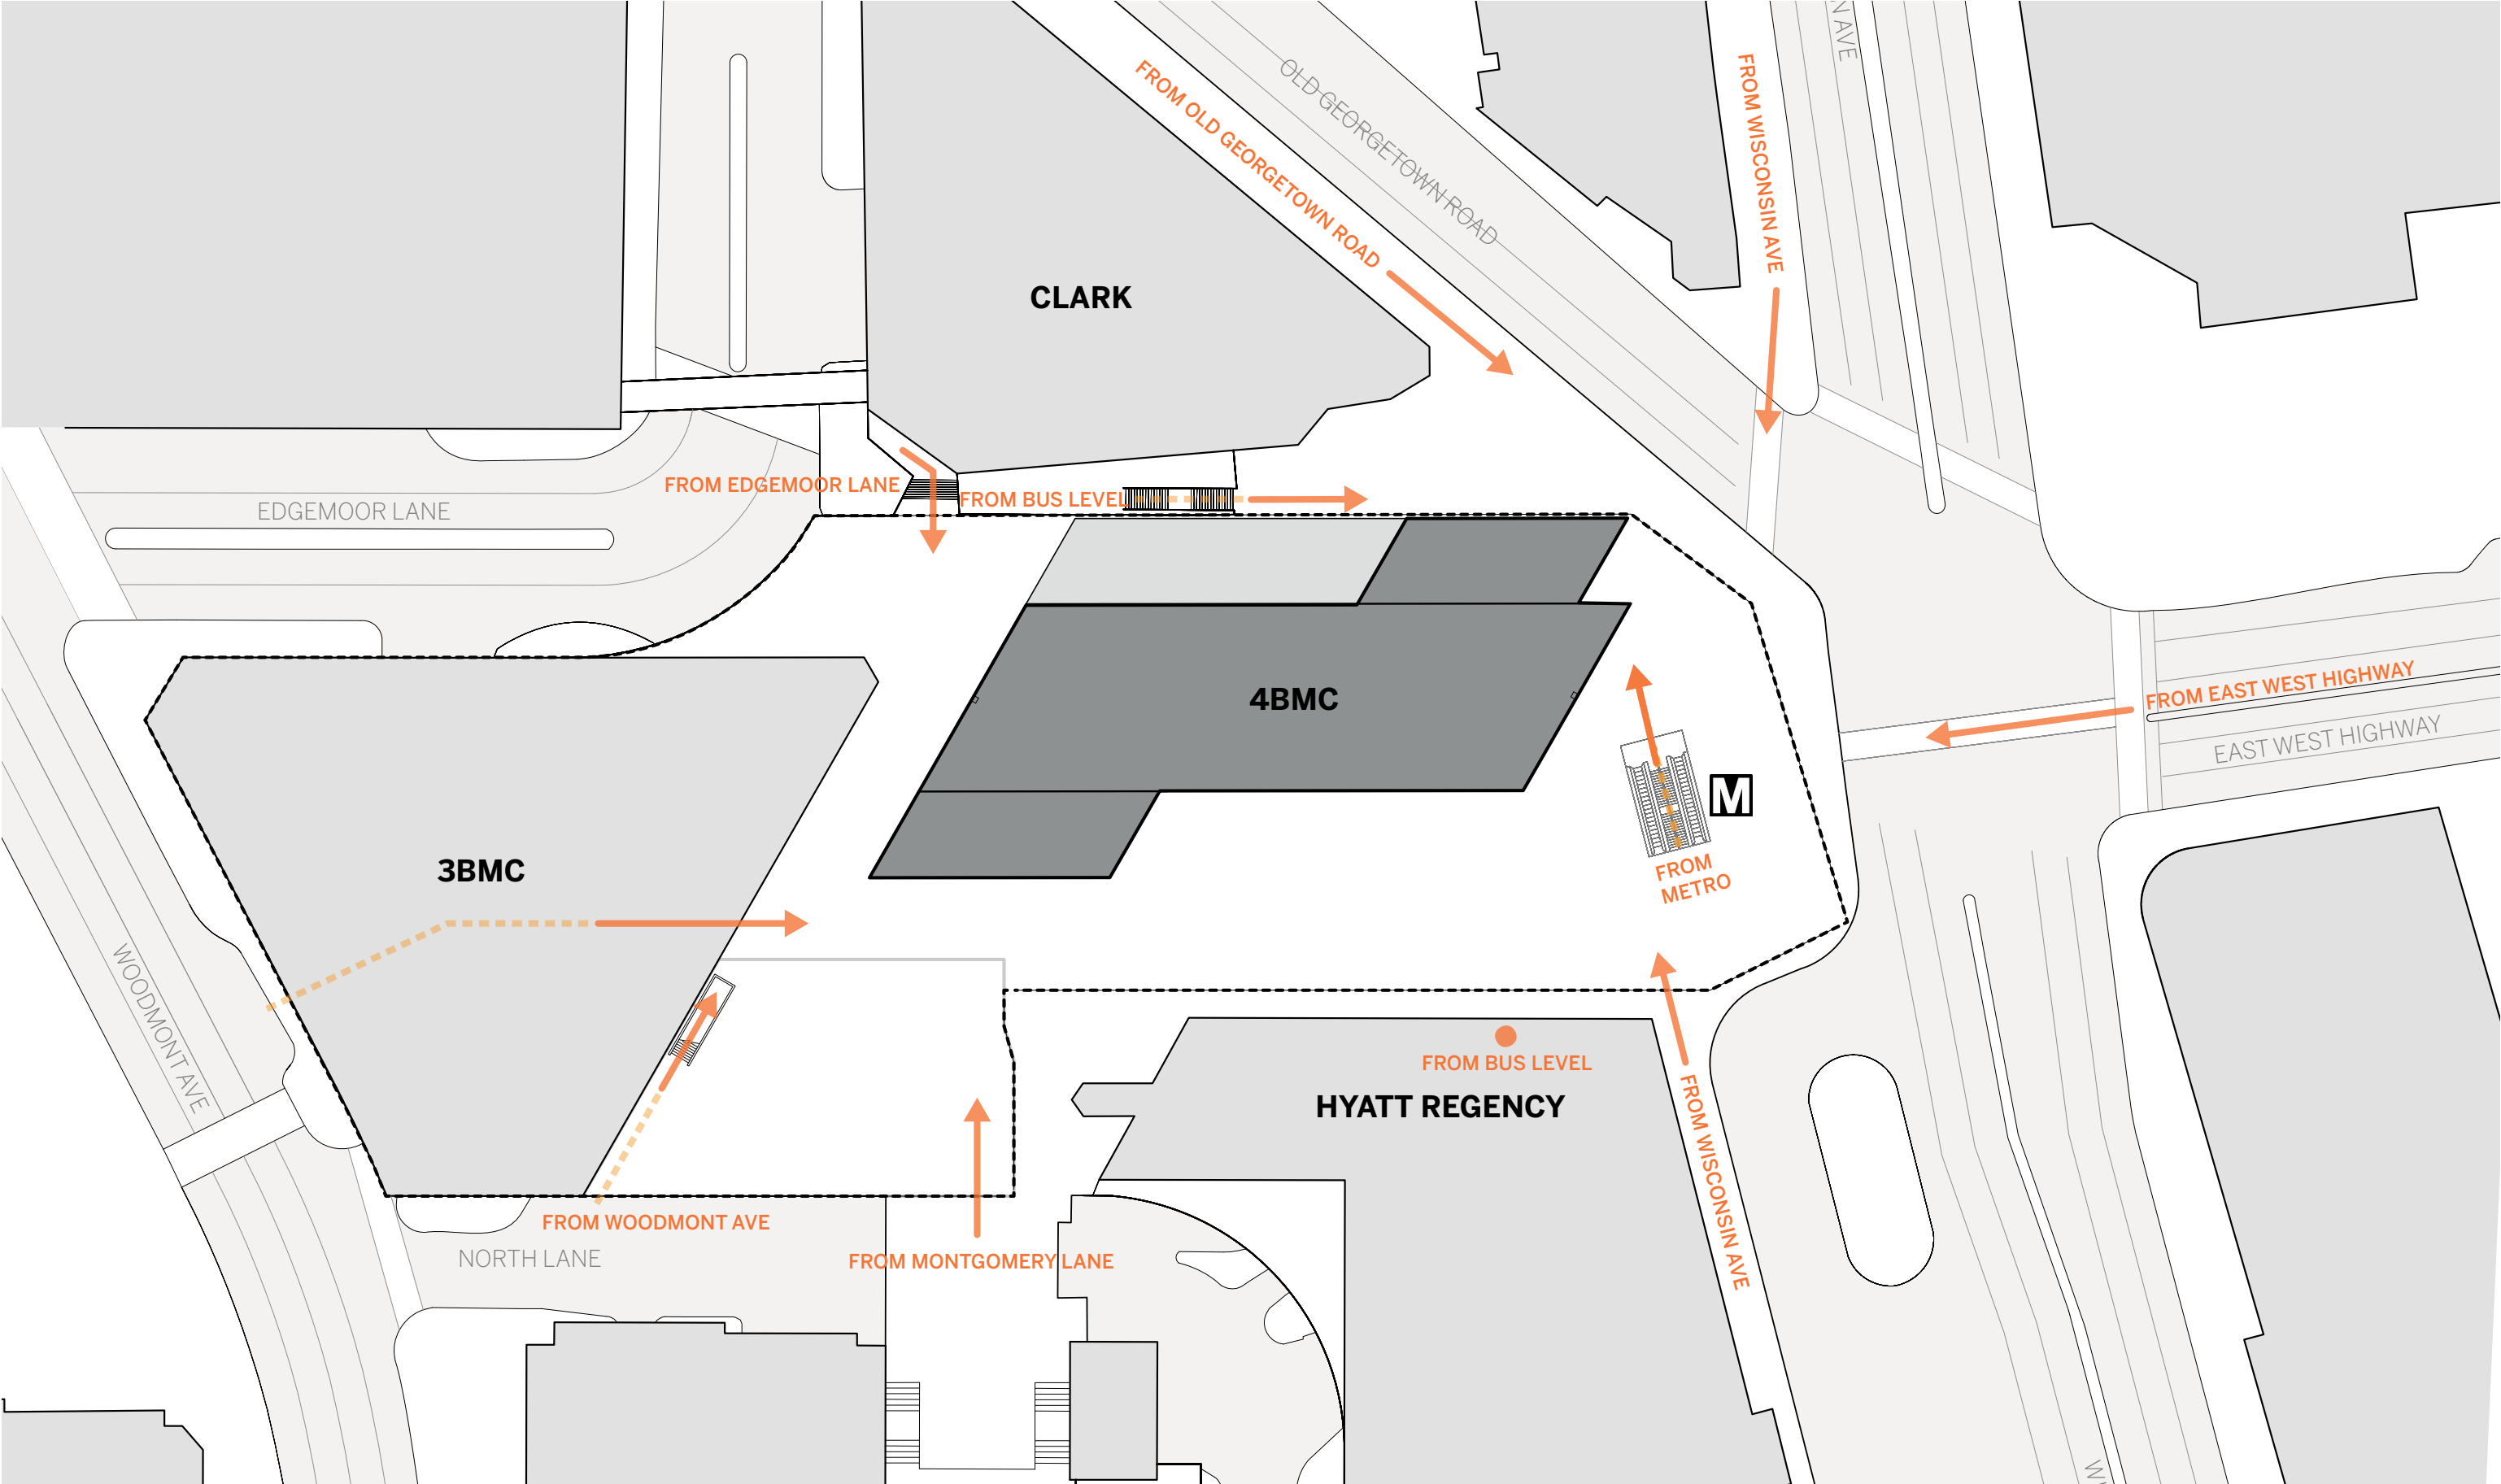 N AVE
FROM WISCONSIN AVE
FROM OLD GEORGETOWN ROAD
OLD GEORGETOWN ROAD
CLARK
FROM EDGEMOOR LANE
FROM BUS LEVEL
EDGEMOOR LANE
FROM EAST WEST HIGHWAY
EAST WEST HIGHWAY
4BMC
M
3BMC
FROM
METRO
WOODMONT AVE
FROM BUS LEVEL
HYATT REGENCY
FROM WISCONSIN AVE
FROM WOODMONT AVE
NORTH LANE
FROM MONTGOMERY LANE
W